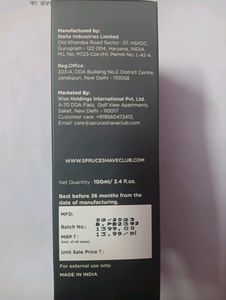 Manufactured by:
Stella Industries Limited
Old Khandsa Road Sector -37, HSIIDC,
Gurugram - 122 004, Haryana, INDIA.
M.L No.: M123-Cos-(H). Permit No.: L-42-A
Reg.Office:
203-A, DDA Building No.2, District Centre
Janakpuri, New Delhi - 110058
Marketed By:
Vivo Holdings International Pvt. Ltd.
A-70 DDA Flats, Golf View Apartments,
Saket, New Delhi - 110017
Customer care: +919560472412,
Email: care@spruceshaveclub.com
WWW.SPRUCESHAVECLUB.COM
Net Quantity : 100ml/ 3.4 fl.oz.
Best before 36 months from the
date of manufacturing.
MFD: 02/2023
Batch No.: B.PB2392
MRP ₹: 1399.00
(incl. of all taxes) 13.99/ml
Unit Sale Price ₹:
For external use only
MADE IN INDIA